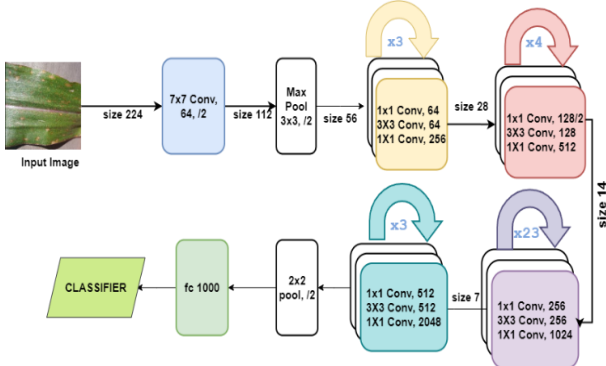 Input Image
size 224
7x7 Conv,
64, /2
size 112
Max
Pool
3x3, /2
size 56
x3
1x1 Conv, 64
3X3 Conv, 64
1X1 Conv, 256
size 28
x4
1x1 Conv, 128/2
3X3 Conv, 128
1X1 Conv, 512
size 14
x23
1x1 Conv, 256
3X3 Conv, 256
1X1 Conv, 1024
size 7
x3
1x1 Conv, 512
3X3 Conv, 512
1X1 Conv, 2048
2x2
pool, /2
fc 1000
CLASSIFIER